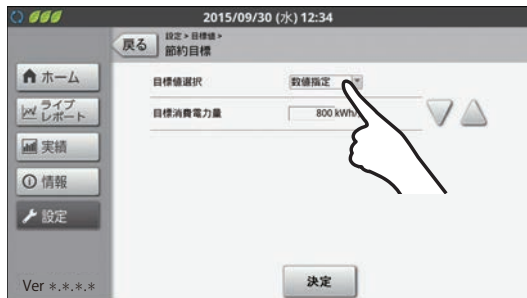 2015/09/30 (水) 12:34
戻る
設定 > 目標値 >
節約目標
ホーム
ライブ
レポート
実績
情報
設定
目標値選択
数値指定
目標消費電力量
800 kWh/
決定
Ver *.*.*.*